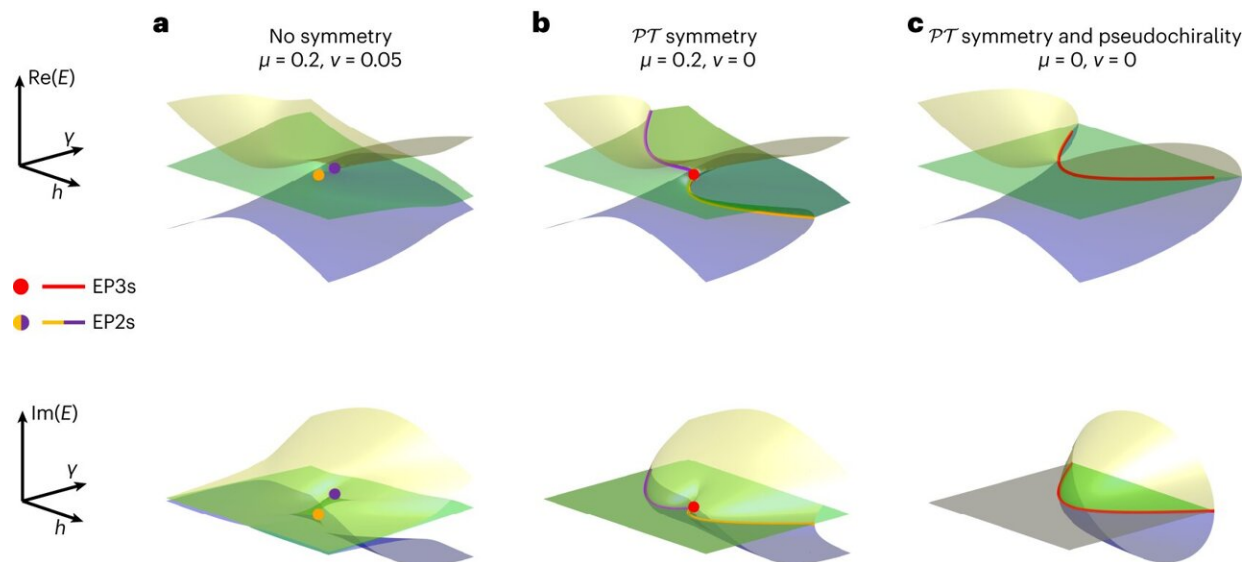 a
No symmetry
μ = 0.2, ν = 0.05
b
𝒫𝒯 symmetry
μ = 0.2, ν = 0
c
𝒫𝒯 symmetry and pseudochirality
μ = 0, ν = 0
Re(E)
γ
h
EP3s
EP2s
Im(E)
γ
h